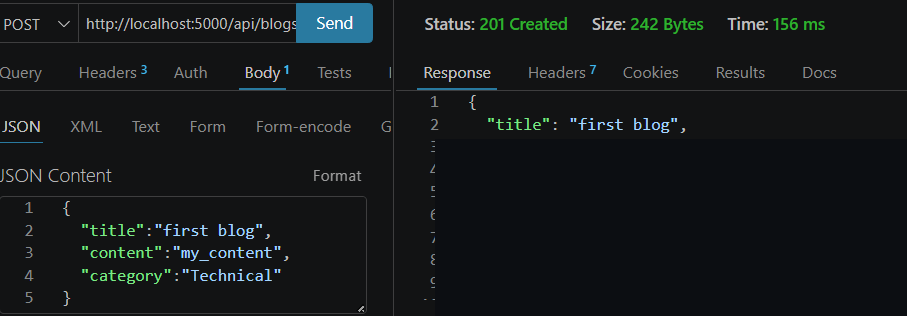 POST http://localhost:5000/api/blogs Send
Query Headers 3 Auth Body 1 Tests
JSON XML Text Form Form-encode G
JSON Content Format
1 {
2 "title":"first blog",
3 "content":"my_content",
4 "category":"Technical"
5 }
Status: 201 Created Size: 242 Bytes Time: 156 ms
Response Headers 7 Cookies Results Docs
1 {
2 "title": "first blog",
3
4
5
6
7
8
9